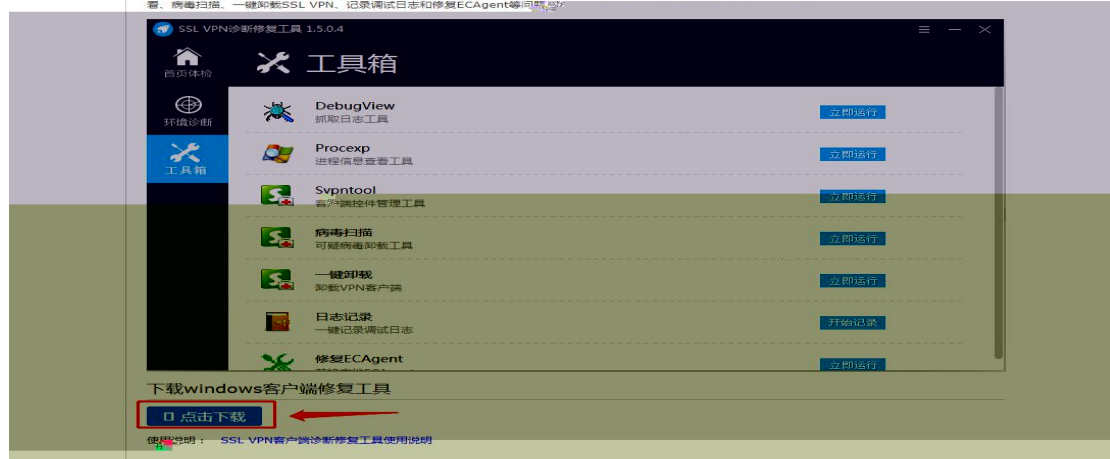 看、病毒扫描、一键卸载SSL VPN、记录调试日志和修复ECAgent等问题
SSL VPN诊断修复工具 1.5.0.4
首页体检
工具箱
环境诊断
工具箱
DebugView
抓取日志工具
立即运行
Procexp
进程信息查看工具
立即运行
Svpntool
客户端控件管理工具
立即运行
病毒扫描
可疑病毒卸载工具
立即运行
一键卸载
卸载VPN客户端
立即运行
日志记录
一键记录调试日志
开始记录
修复ECAgent
立即运行
下载windows客户端修复工具
点击下载
使用说明： SSL VPN客户端诊断修复工具使用说明